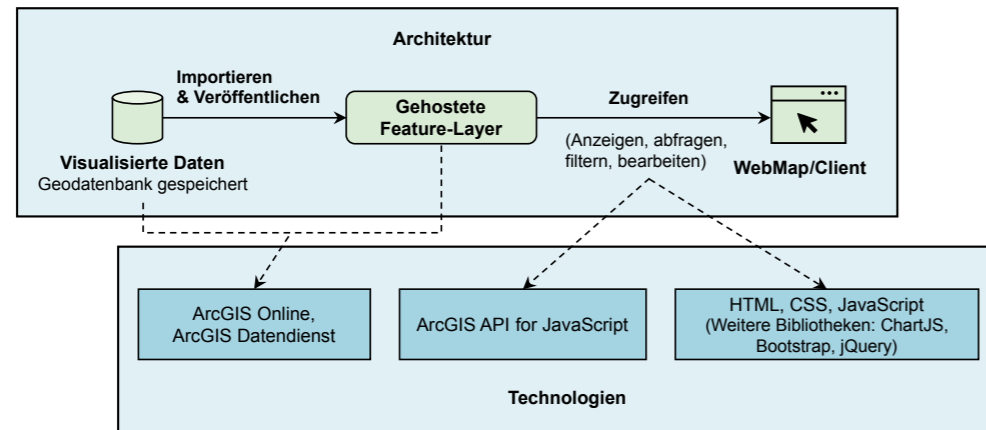 Architektur
Importieren
& Veröffentlichen
Gehostete
Feature-Layer
Zugreifen
(Anzeigen, abfragen,
filtern, bearbeiten)
Visualisierte Daten
Geodatenbank gespeichert
WebMap/Client
ArcGIS Online,
ArcGIS Datendienst
ArcGIS API for JavaScript
HTML, CSS, JavaScript
(Weitere Bibliotheken: ChartJS,
Bootstrap, jQuery)
Technologien